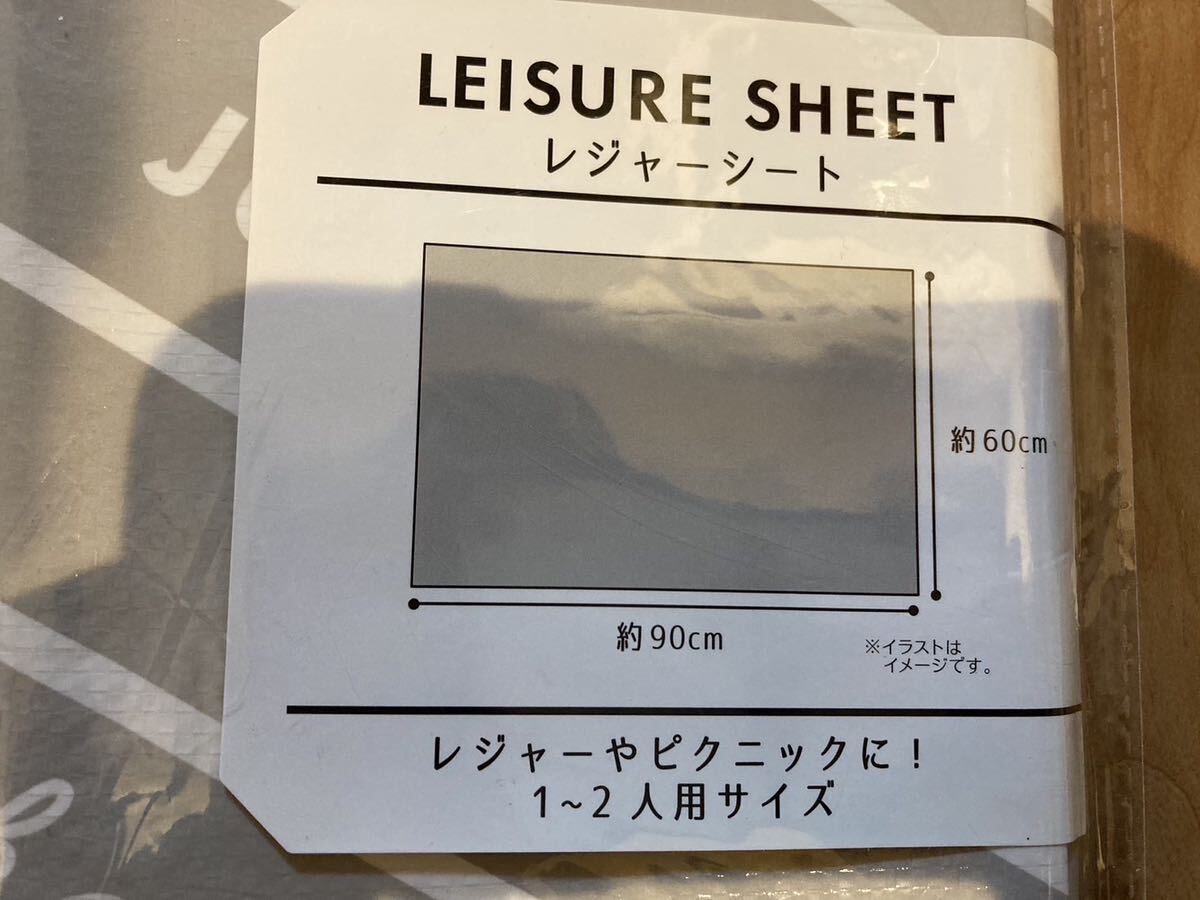 LEISURE SHEET
レジャーシート
約60cm
約90cm
※イラストは
イメージです。
レジャーやピクニックに!
1~2人用サイズ